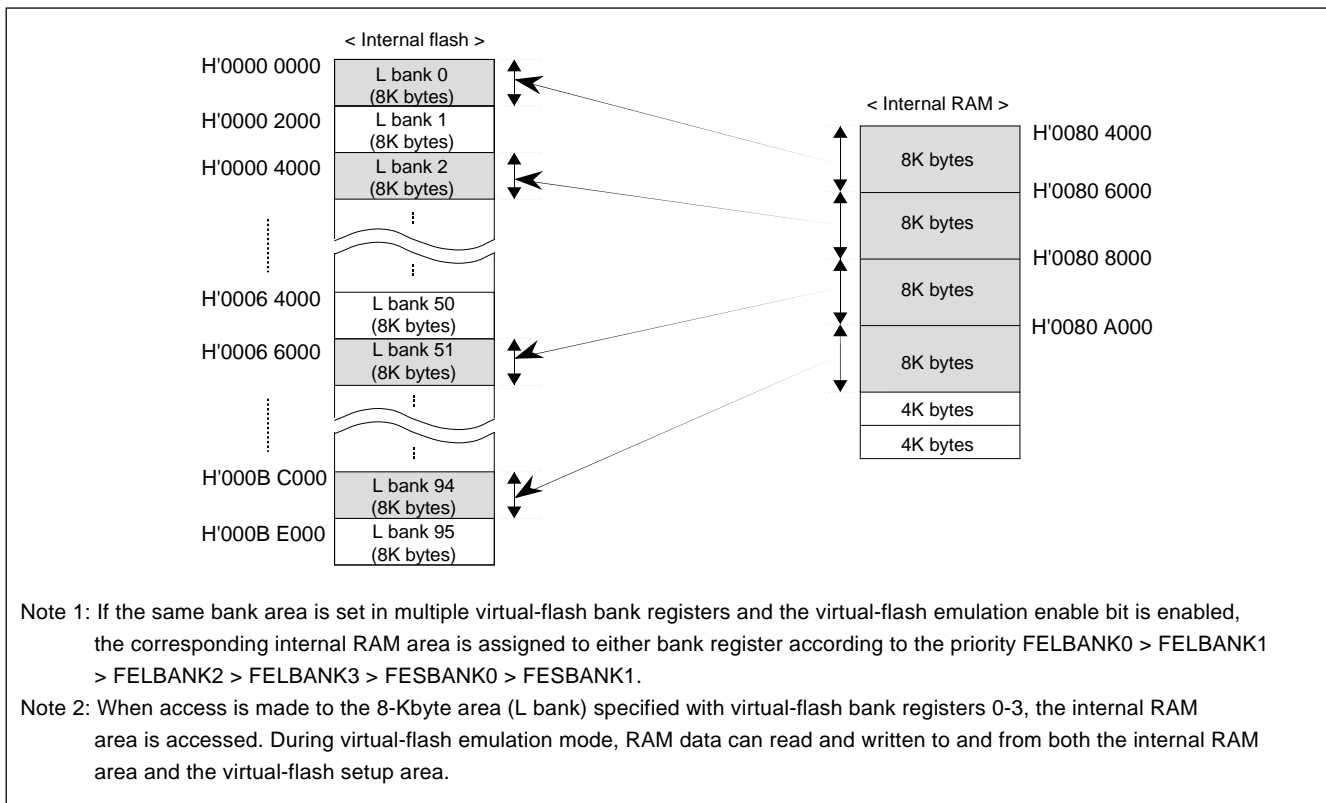 < Internal flash >
H'0000 0000
L bank 0
(8K bytes)
H'0000 2000
L bank 1
(8K bytes)
H'0000 4000
L bank 2
(8K bytes)
H'0006 4000
L bank 50
(8K bytes)
H'0006 6000
L bank 51
(8K bytes)
H'000B C000
L bank 94
(8K bytes)
H'000B E000
L bank 95
(8K bytes)
< Internal RAM >
H'0080 4000
8K bytes
H'0080 6000
8K bytes
H'0080 8000
8K bytes
H'0080 A000
8K bytes
4K bytes
4K bytes
Note 1: If the same bank area is set in multiple virtual-flash bank registers and the virtual-flash emulation enable bit is enabled,
the corresponding internal RAM area is assigned to either bank register according to the priority FELBANK0 > FELBANK1
> FELBANK2 > FELBANK3 > FESBANK0 > FESBANK1.
Note 2: When access is made to the 8-Kbyte area (L bank) specified with virtual-flash bank registers 0-3, the internal RAM
area is accessed. During virtual-flash emulation mode, RAM data can read and written to and from both the internal RAM
area and the virtual-flash setup area.